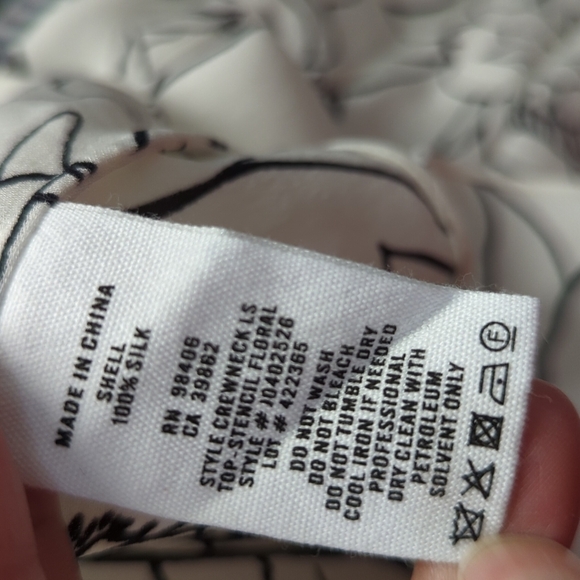 MADE IN CHINA
SHELL
100% SILK
RN 98406
CA 39862
STYLE CREWNECK LS
TOP-STENCIL FLORAL
STYLE # J0402526
LOT # 422365
DO NOT WASH
DO NOT BLEACH
DO NOT TUMBLE DRY
COOL IRON IF NEEDED
PROFESSIONAL
DRY CLEAN WITH
PETROLEUM
SOLVENT ONLY
F